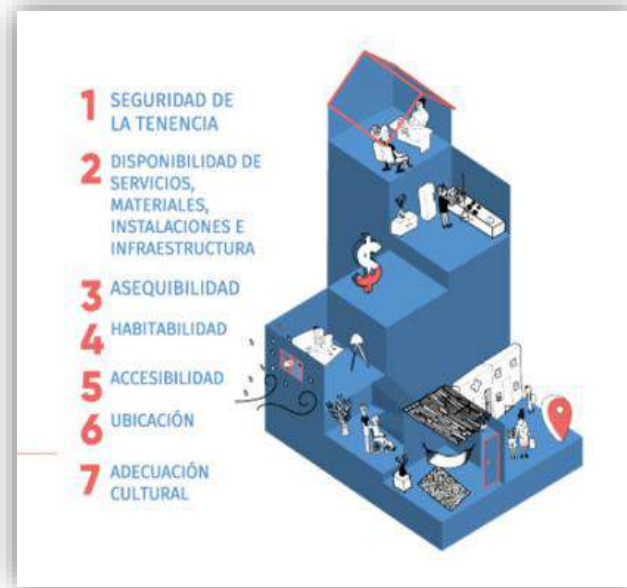 1 SEGURIDAD DE
LA TENENCIA
2 DISPONIBILIDAD DE
SERVICIOS,
MATERIALES,
INSTALACIONES E
INFRAESTRUCTURA
3 ASEQUIBILIDAD
4 HABITABILIDAD
5 ACCESIBILIDAD
6 UBICACIÓN
7 ADECUACIÓN
CULTURAL